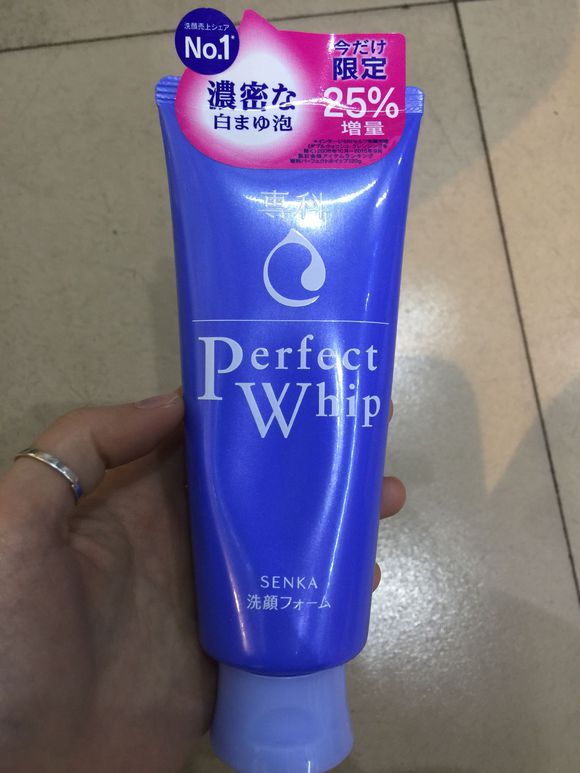 洗顔売上シェア
No.1*
濃密な
白まゆ泡
今だけ
限定
25%
増量
専科
Perfect
Whip
SENKA
洗顔フォーム